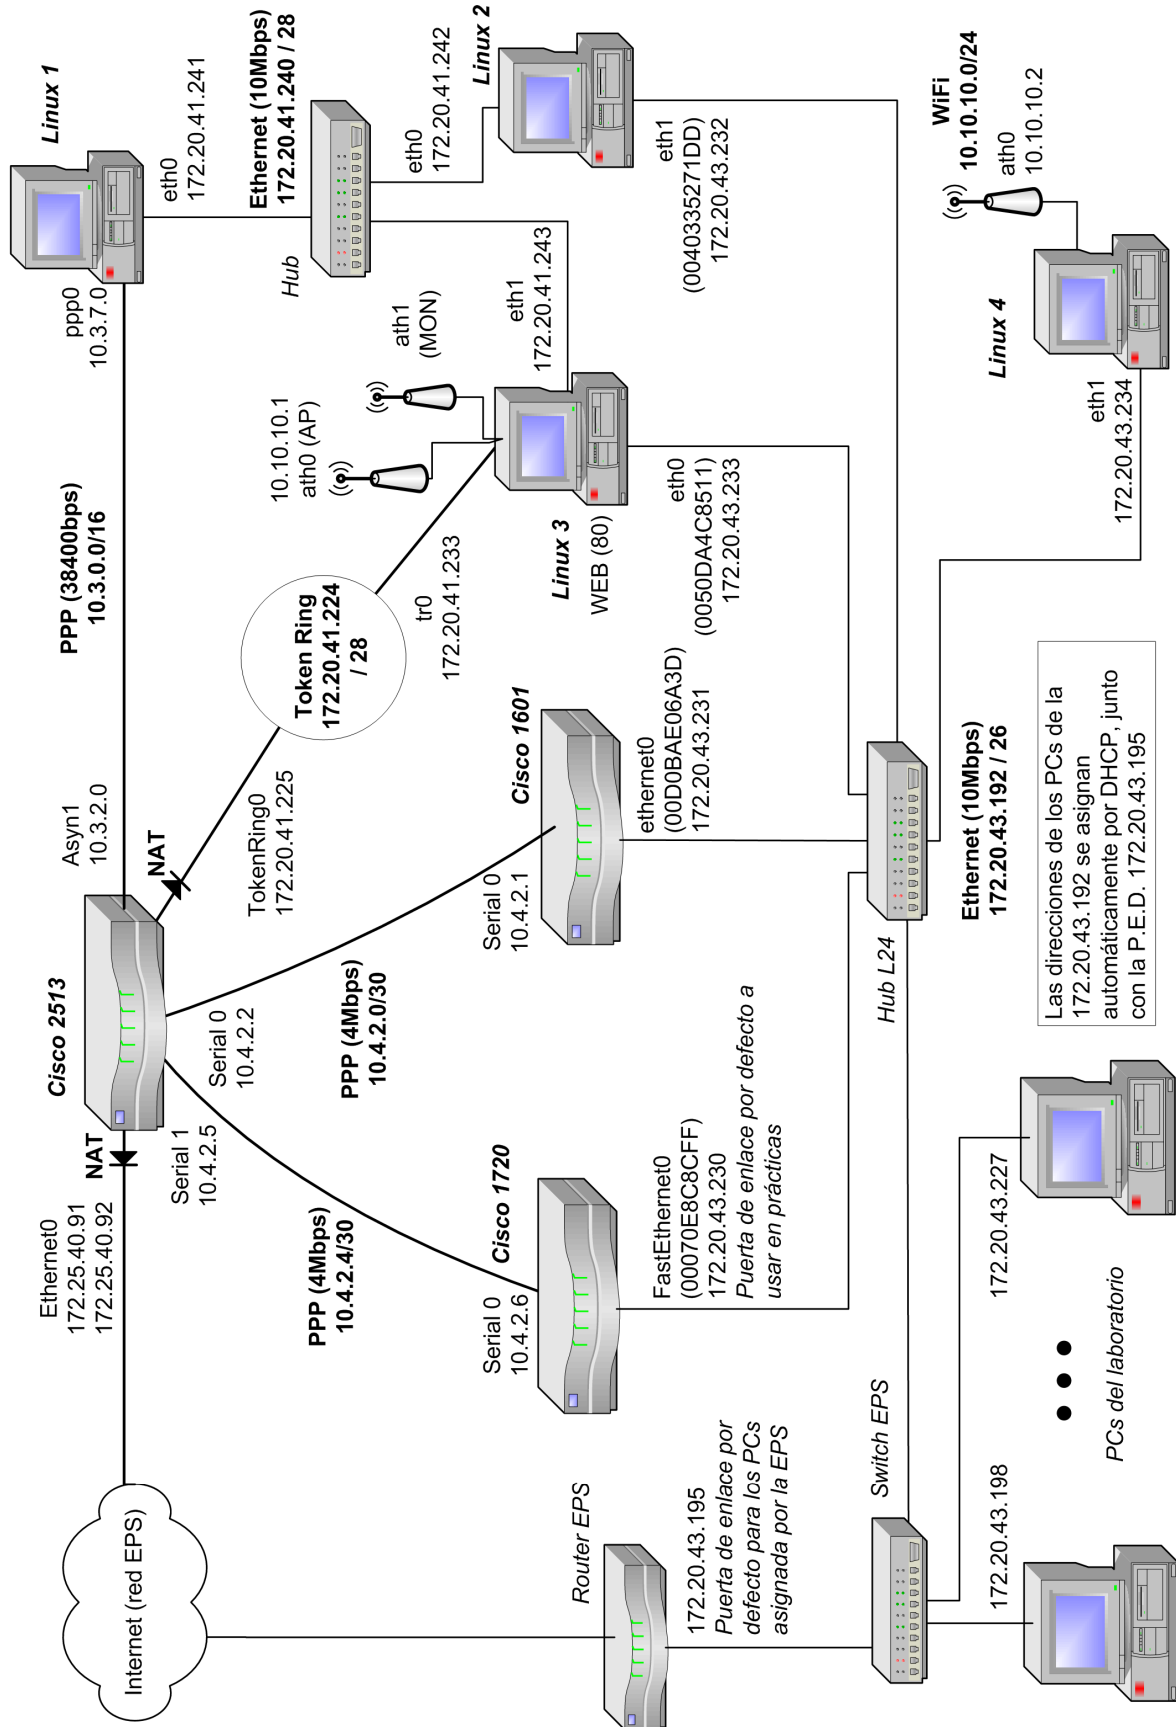 Internet (red EPS)
Ethernet0
172.25.40.91
172.25.40.92
NAT
Cisco 2513
Asyn1
10.3.2.0
PPP (38400bps)
10.3.0.0/16
ppp0
10.3.7.0
Linux 1
eth0
172.20.41.241
Serial 1
10.4.2.5
Serial 0
10.4.2.2
NAT
TokenRing0
172.20.41.225
Token Ring
172.20.41.224
/ 28
tr0
172.20.41.233
10.10.10.1
ath0 (AP)
ath1
(MON)
Hub
Ethernet (10Mbps)
172.20.41.240 / 28
PPP (4Mbps)
10.4.2.4/30
PPP (4Mbps)
10.4.2.0/30
eth1
172.20.41.243
eth0
172.20.41.242
Linux 2
Serial 0
10.4.2.6
Cisco 1720
Serial 0
10.4.2.1
Cisco 1601
Linux 3
WEB (80)
Router EPS
172.20.43.195
Puerta de enlace por
defecto para los PCs
asignada por la EPS
FastEthernet0
(00070E8C8CFF)
172.20.43.230
Puerta de enlace por defecto a
usar en prácticas
ethernet0
(00D0BAE06A3D)
172.20.43.231
eth0
(0050DA4C8511)
172.20.43.233
eth1
(0040335271DD)
172.20.43.232
Switch EPS
Hub L24
Ethernet (10Mbps)
172.20.43.192 / 26
Linux 4
WiFi
10.10.10.0/24
ath0
10.10.10.2
eth1
172.20.43.234
172.20.43.198
172.20.43.227
PCs del laboratorio
Las direcciones de los PCs de la
172.20.43.192 se asignan
automáticamente por DHCP, junto
con la P.E.D. 172.20.43.195